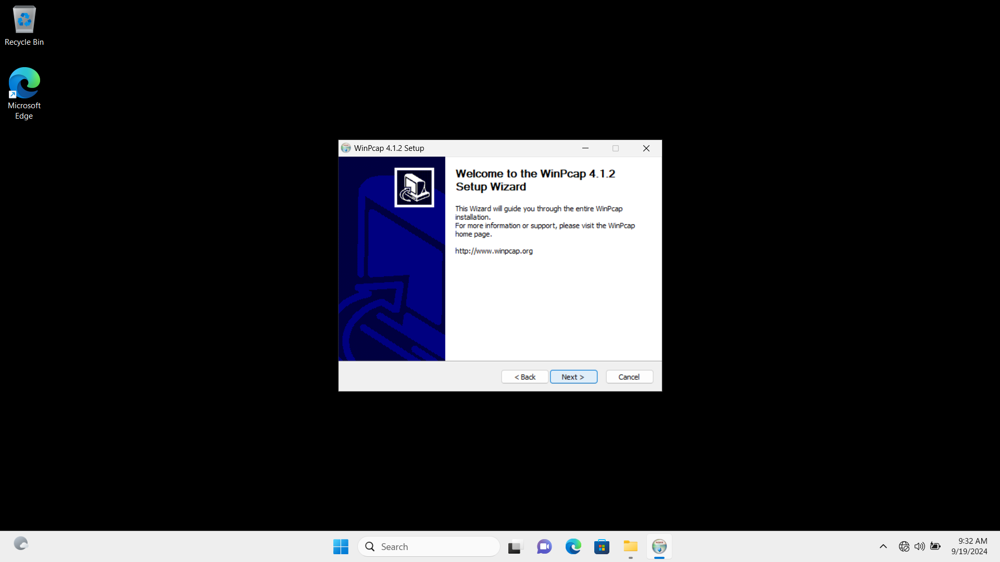 Recycle Bin
Microsoft
Edge
WinPcap 4.1.2 Setup
Welcome to the WinPcap 4.1.2
Setup Wizard
This Wizard will guide you through the entire WinPcap
installation.
For more information or support, please visit the WinPcap
home page.
http://www.winpcap.org
< Back
Next >
Cancel
Search
9:32 AM
9/19/2024